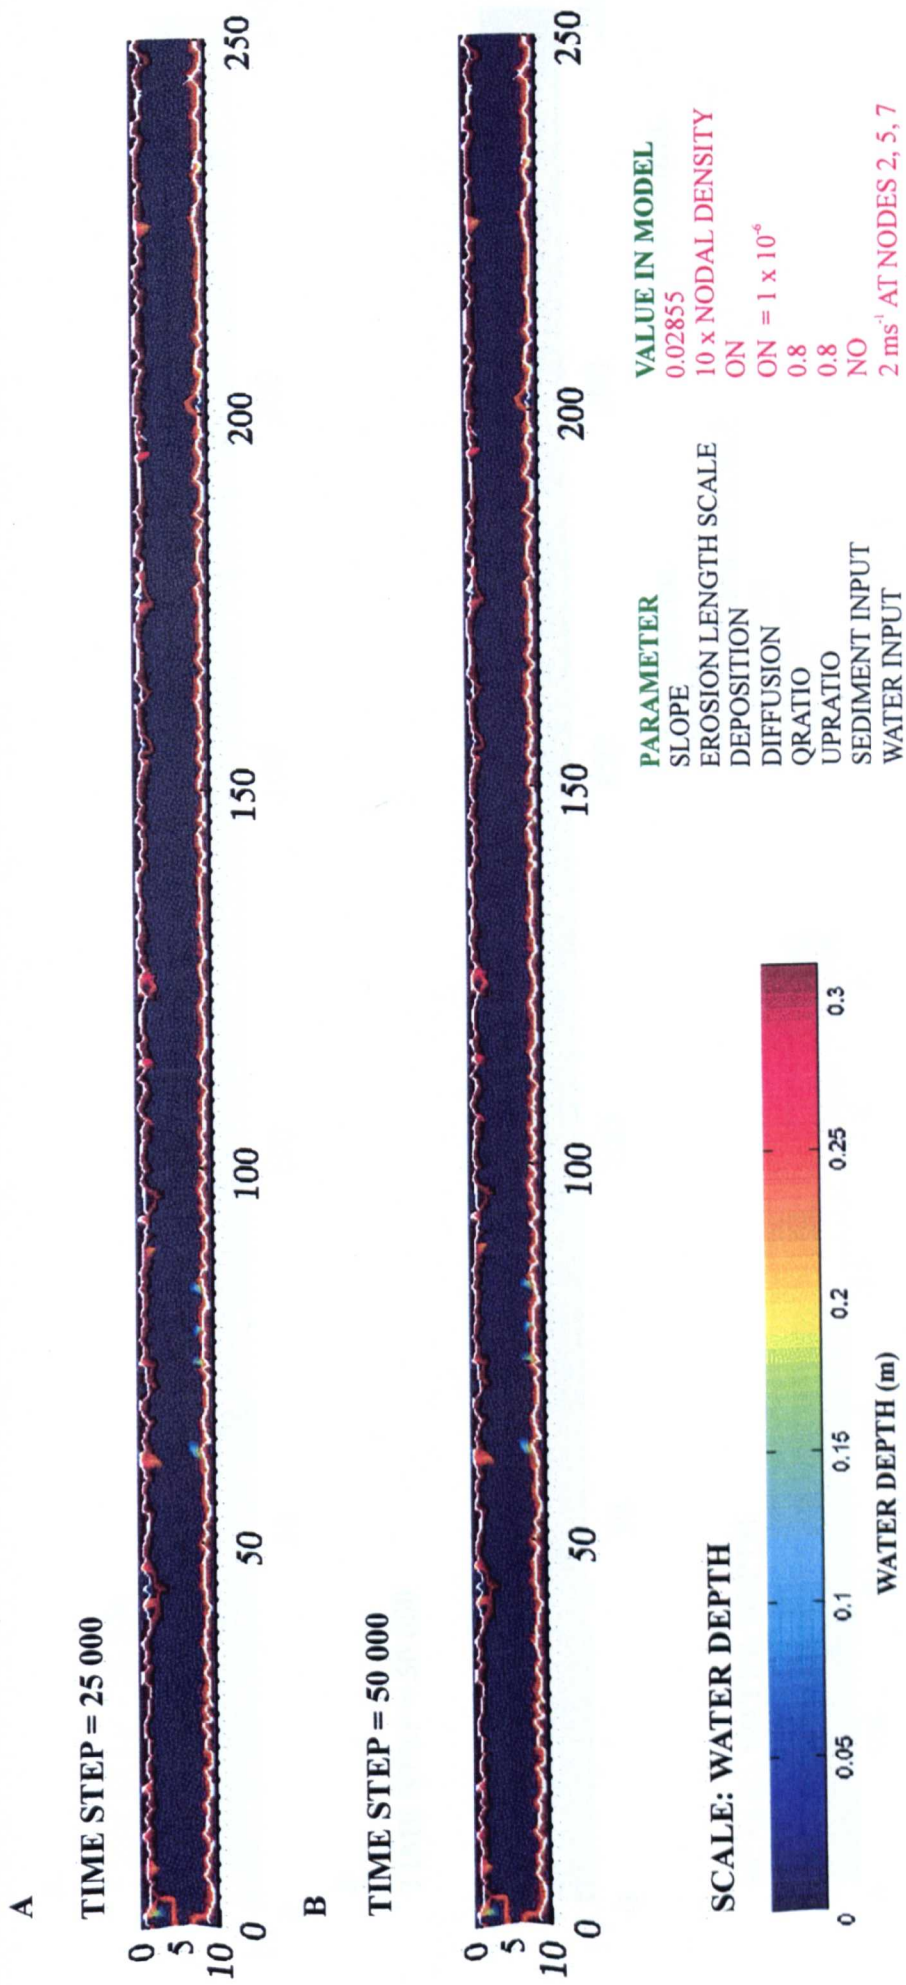 A
TIME STEP = 25 000
0
5
10
0 50 100 150 200 250
B
TIME STEP = 50 000
0
5
10
0 50 100 150 200 250
SCALE: WATER DEPTH
0 0.05 0.1 0.15 0.2 0.25 0.3
WATER DEPTH (m)
PARAMETER VALUE IN MODEL
SLOPE 0.02855
EROSION LENGTH SCALE 10 x NODAL DENSITY
DEPOSITION ON
DIFFUSION ON = 1 x 10⁻⁶
QRATIO 0.8
UPRATIO 0.8
SEDIMENT INPUT NO
WATER INPUT 2 ms⁻¹ AT NODES 2, 5, 7